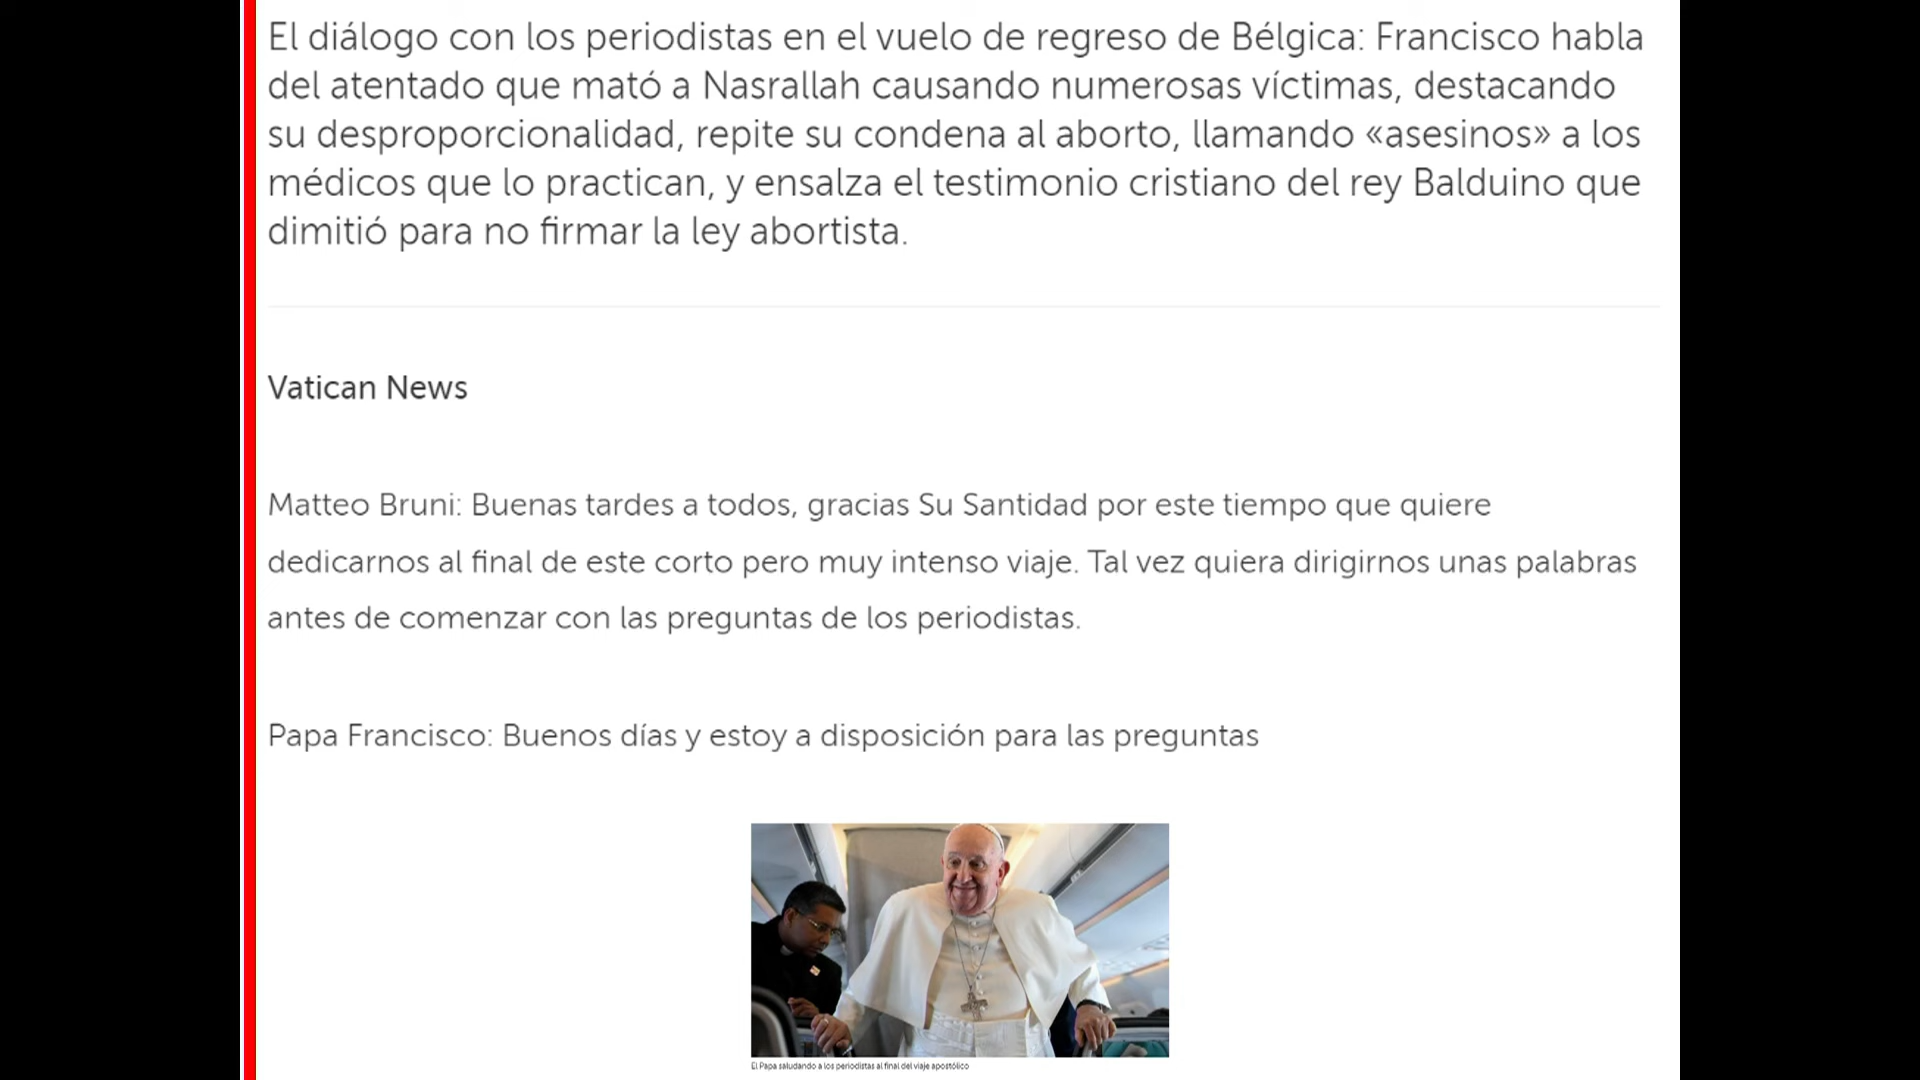 El diálogo con los periodistas en el vuelo de regreso de Bélgica: Francisco habla
del atentado que mató a Nasrallah causando numerosas víctimas, destacando
su desproporcionalidad, repite su condena al aborto, llamando «asesinos» a los
médicos que lo practican, y ensalza el testimonio cristiano del rey Balduino que
dimitió para no firmar la ley abortista.
Vatican News
Matteo Bruni: Buenas tardes a todos, gracias Su Santidad por este tiempo que quiere
dedicarnos al final de este corto pero muy intenso viaje. Tal vez quiera dirigirnos unas palabras
antes de comenzar con las preguntas de los periodistas.
Papa Francisco: Buenos días y estoy a disposición para las preguntas
El Papa saludando a los periodistas al final del viaje apostólico